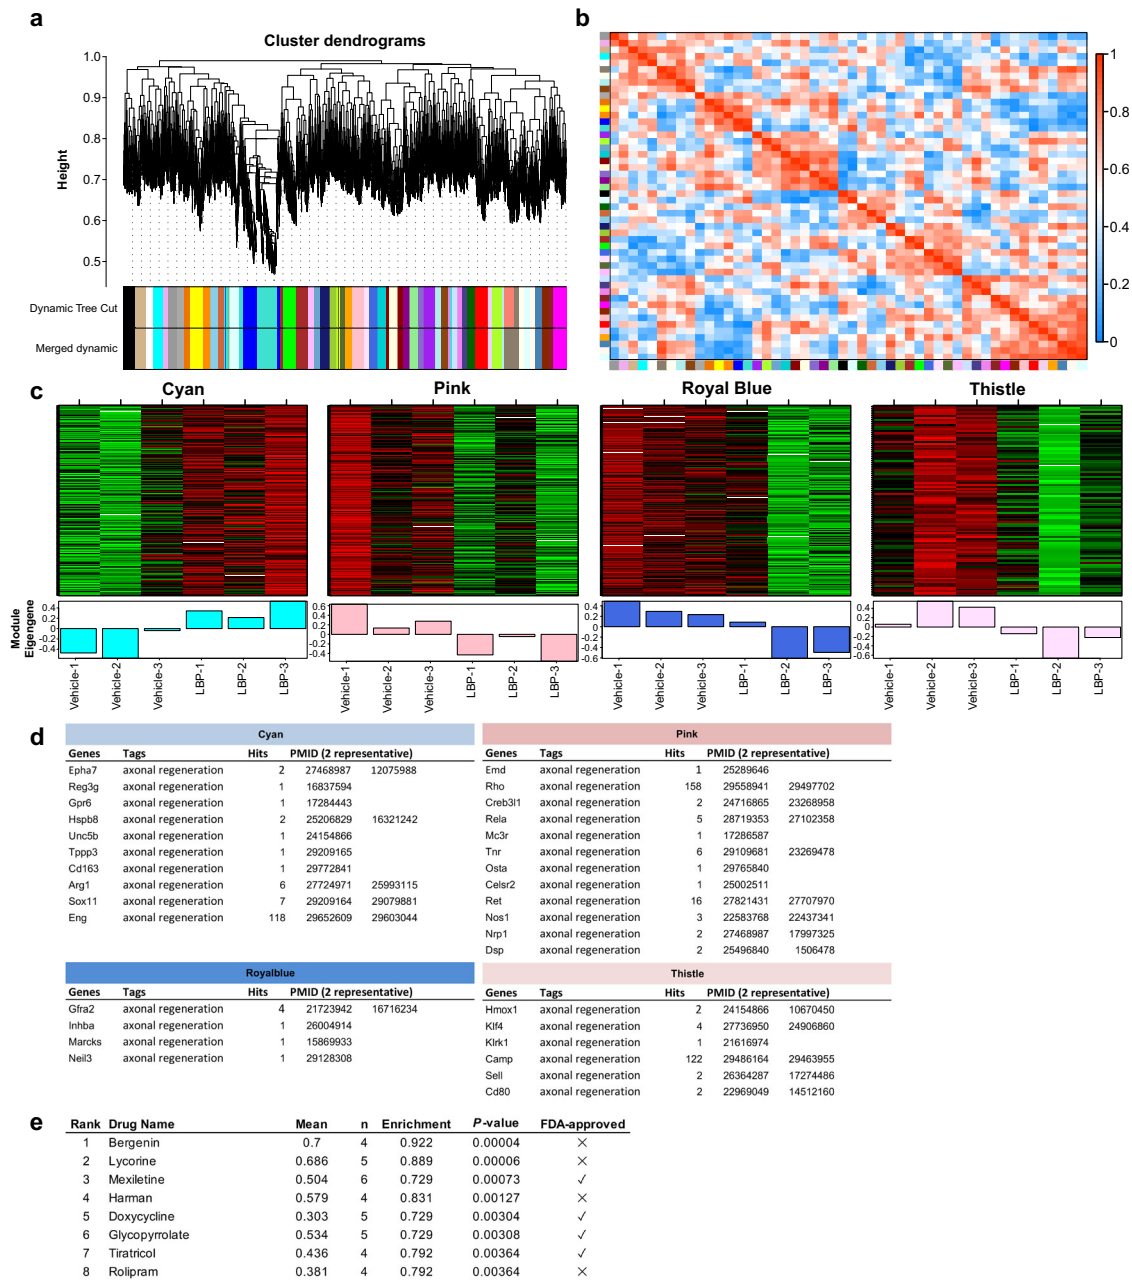 a
Cluster dendrograms
1.0
0.9
0.8
0.7
0.6
0.5
Height
Dynamic Tree Cut
Merged dynamic
b
1
0.8
0.6
0.4
0.2
0
c
Cyan
Pink
Royal Blue
Thistle
Module Eigengene
0.4
0.2
0
-0.2
-0.4
0.6
0.4
0.2
0
-0.2
-0.4
0.4
0.2
0
-0.2
-0.4
-0.6
0.4
0.2
0
-0.2
-0.4
-0.6
Vehicle-1
Vehicle-2
Vehicle-3
LBP-1
LBP-2
LBP-3
Vehicle-1
Vehicle-2
Vehicle-3
LBP-1
LBP-2
LBP-3
Vehicle-1
Vehicle-2
Vehicle-3
LBP-1
LBP-2
LBP-3
Vehicle-1
Vehicle-2
Vehicle-3
LBP-1
LBP-2
LBP-3
d
Cyan
Genes Tags Hits PMID (2 representative)
Epha7 axonal regeneration 2 27468987 12075988
Reg3g axonal regeneration 1 16837594
Gpr6 axonal regeneration 1 17284443
Hspb8 axonal regeneration 2 25206829 16321242
Unc5b axonal regeneration 1 24154866
Tppp3 axonal regeneration 1 29209165
Cd163 axonal regeneration 1 29772841
Arg1 axonal regeneration 6 27724971 25993115
Sox11 axonal regeneration 7 29209164 29079881
Eng axonal regeneration 118 29652609 29603044
Pink
Genes Tags Hits PMID (2 representative)
Emd axonal regeneration 1 25289646
Rho axonal regeneration 158 29558941 29497702
Creb3l1 axonal regeneration 2 24716865 23268958
Rela axonal regeneration 5 28719353 27102358
Mc3r axonal regeneration 1 17286587
Tnr axonal regeneration 6 29109681 23269478
Osta axonal regeneration 1 29765840
Celsr2 axonal regeneration 1 25002511
Ret axonal regeneration 16 27821431 27707970
Nos1 axonal regeneration 3 22583768 22437341
Nrp1 axonal regeneration 2 27468987 17997325
Dsp axonal regeneration 2 25496840 1506478
Royalblue
Genes Tags Hits PMID (2 representative)
Gfra2 axonal regeneration 4 21723942 16716234
Inhba axonal regeneration 1 26004914
Marcks axonal regeneration 1 15869933
Neil3 axonal regeneration 1 29128308
Thistle
Genes Tags Hits PMID (2 representative)
Hmox1 axonal regeneration 2 24154866 10670450
Klf4 axonal regeneration 4 27736950 24906860
Klrk1 axonal regeneration 1 21616974
Camp axonal regeneration 122 29486164 29463955
Sell axonal regeneration 2 26364287 17274486
Cd80 axonal regeneration 2 22969049 14512160
e
Rank Drug Name Mean n Enrichment P-value FDA-approved
1 Bergenin 0.7 4 0.922 0.00004 ×
2 Lycorine 0.686 5 0.889 0.00006 ×
3 Mexiletine 0.504 6 0.729 0.00073 ✓
4 Harman 0.579 4 0.831 0.00127 ×
5 Doxycycline 0.303 5 0.729 0.00304 ✓
6 Glycopyrrolate 0.534 5 0.729 0.00308 ✓
7 Tiratricol 0.436 4 0.792 0.00364 ✓
8 Rolipram 0.381 4 0.792 0.00364 ×